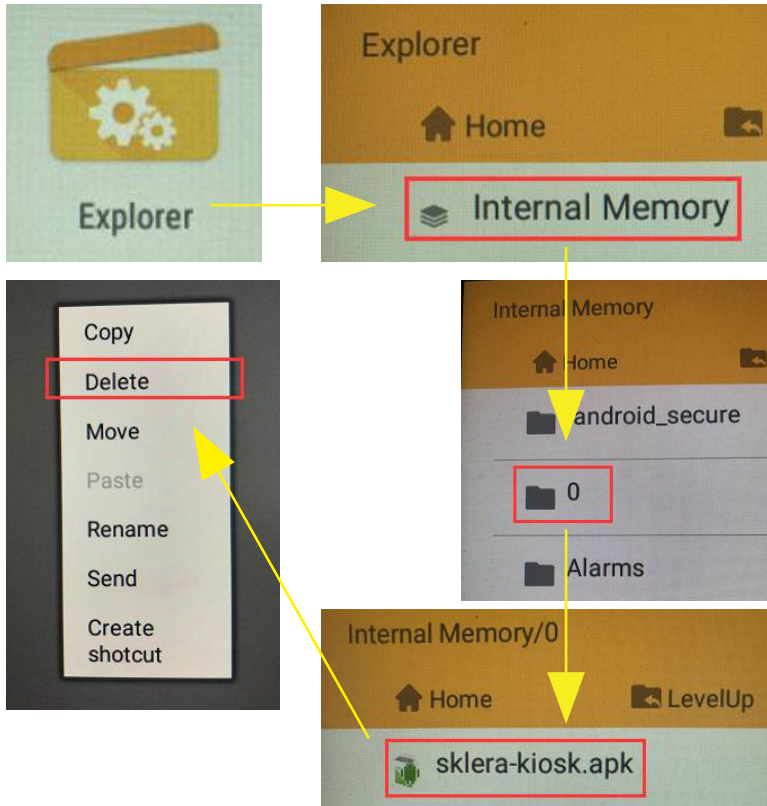 Explorer
Explorer
Home
Internal Memory
Internal Memory
Home
android_secure
0
Alarms
Internal Memory/0
Home
LevelUp
sklera-kiosk.apk
Copy
Delete
Move
Paste
Rename
Send
Create
shotcut